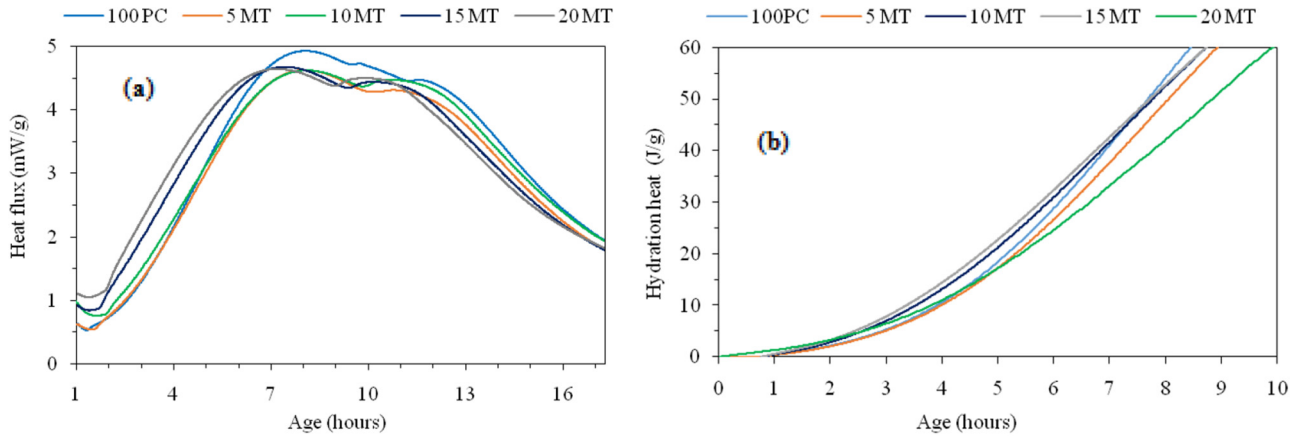 100PC 5 MT 10 MT 15 MT 20 MT
(a)
Heat flux (mW/g)
5
4
3
2
1
0
1 4 7 10 13 16
Age (hours)
100PC 5 MT 10 MT 15 MT 20 MT
(b)
Hydration heat (J/g)
60
50
40
30
20
10
0
0 1 2 3 4 5 6 7 8 9 10
Age (hours)